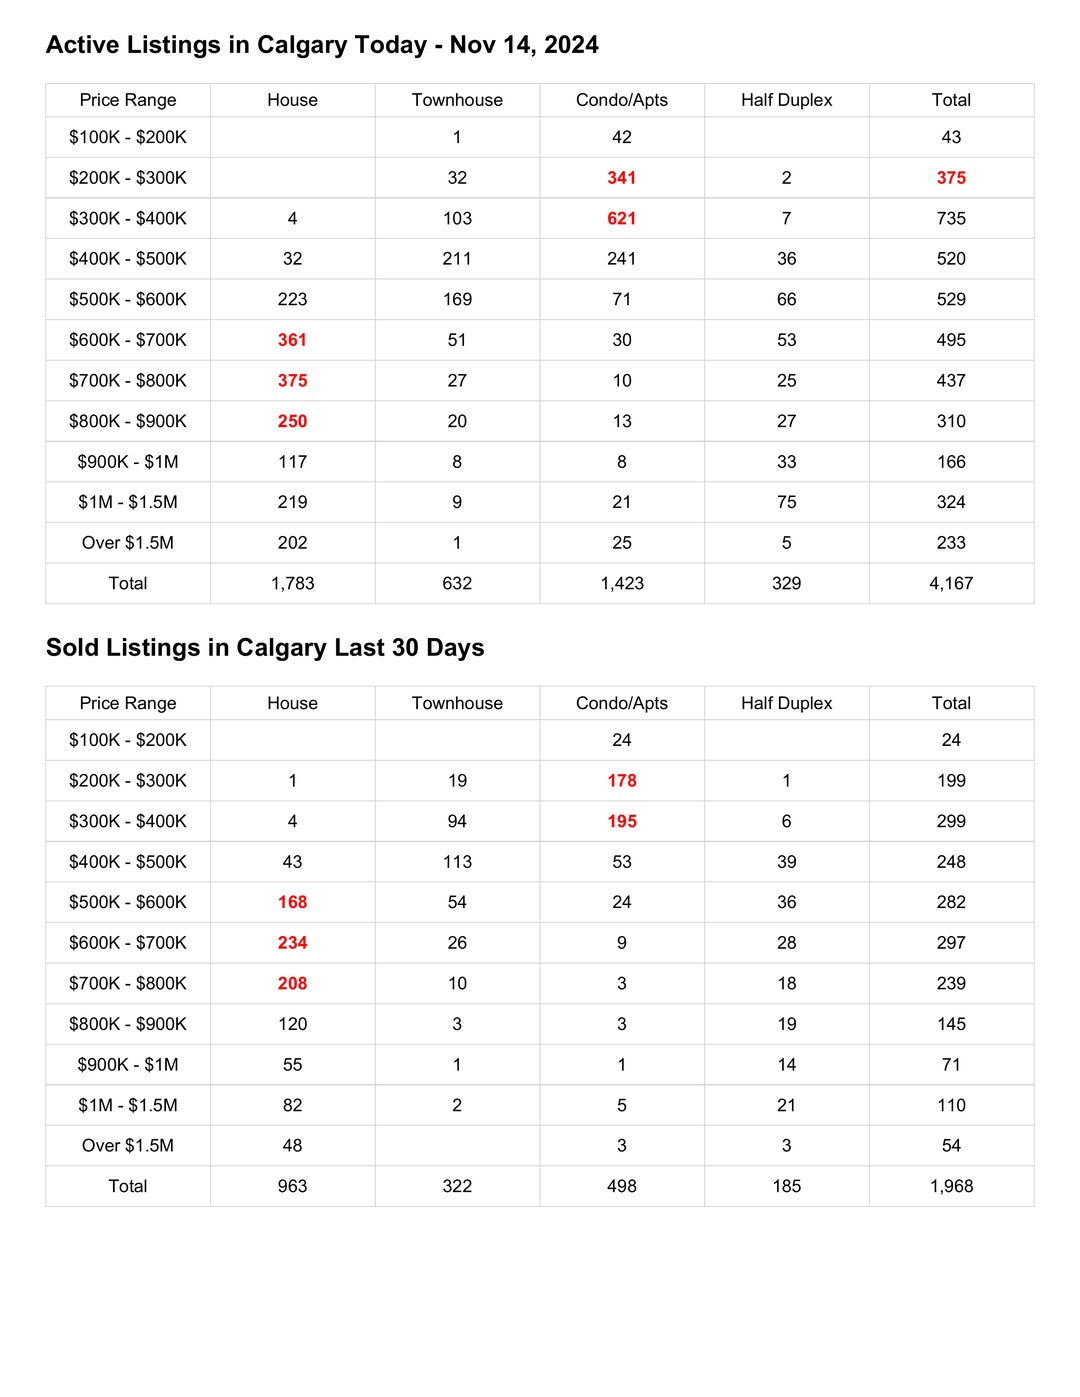 Active Listings in Calgary Today - Nov 14, 2024
Price Range House Townhouse Condo/Apts Half Duplex Total
$100K - $200K 1 42 43
$200K - $300K 32 341 2 375
$300K - $400K 4 103 621 7 735
$400K - $500K 32 211 241 36 520
$500K - $600K 223 169 71 66 529
$600K - $700K 361 51 30 53 495
$700K - $800K 375 27 10 25 437
$800K - $900K 250 20 13 27 310
$900K - $1M 117 8 8 33 166
$1M - $1.5M 219 9 21 75 324
Over $1.5M 202 1 25 5 233
Total 1,783 632 1,423 329 4,167
Sold Listings in Calgary Last 30 Days
Price Range House Townhouse Condo/Apts Half Duplex Total
$100K - $200K 24 24
$200K - $300K 1 19 178 1 199
$300K - $400K 4 94 195 6 299
$400K - $500K 43 113 53 39 248
$500K - $600K 168 54 24 36 282
$600K - $700K 234 26 9 28 297
$700K - $800K 208 10 3 18 239
$800K - $900K 120 3 3 19 145
$900K - $1M 55 1 1 14 71
$1M - $1.5M 82 2 5 21 110
Over $1.5M 48 3 3 54
Total 963 322 498 185 1,968